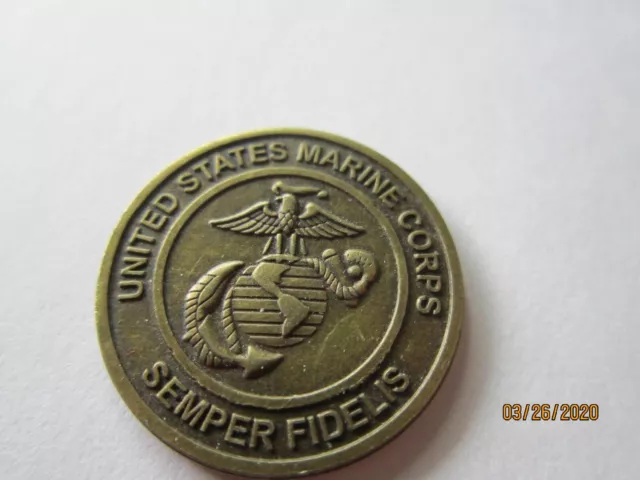 UNITED STATES MARINE CORPS
SEMPER FIDELIS
03/26/2020